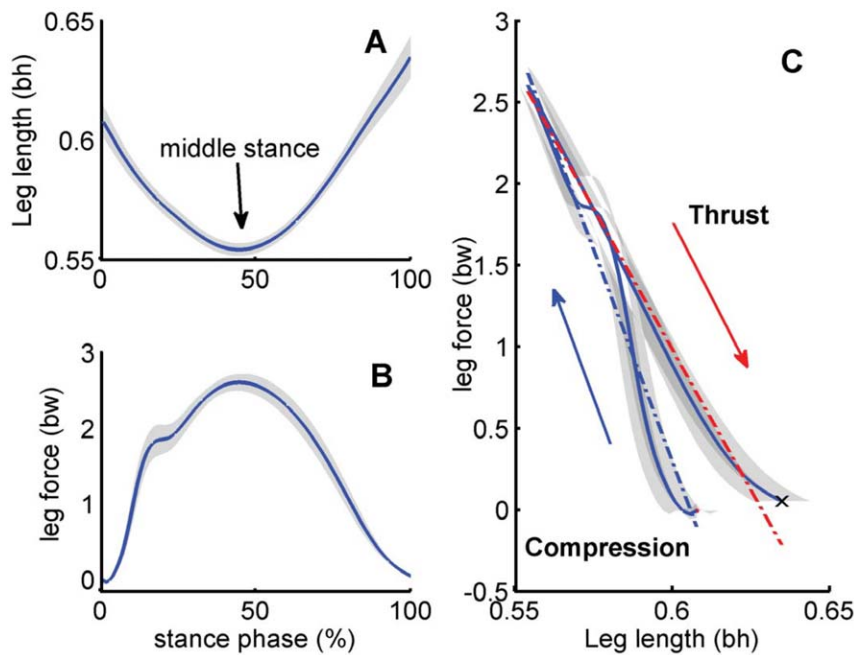 A
Leg length (bh)
0.65
0.6
0.55
middle stance
0
50
100
B
leg force (bw)
3
2
1
0
0
50
100
stance phase (%)
C
leg force (bw)
3
2.5
2
1.5
1
0.5
0
-0.5
Thrust
Compression
0.55
0.6
0.65
Leg length (bh)